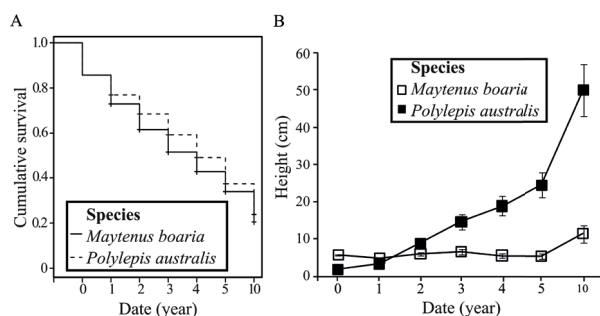 A
Cumulative survival
1.0
0.8
0.6
0.4
0.2
0
Species
Maytenus boaria
Polylepis australis
0 1 2 3 4 5 10
Date (year)
B
Height (cm)
60
50
40
30
20
10
0
Species
Maytenus boaria
Polylepis australis
0 1 2 3 4 5 10
Date (year)